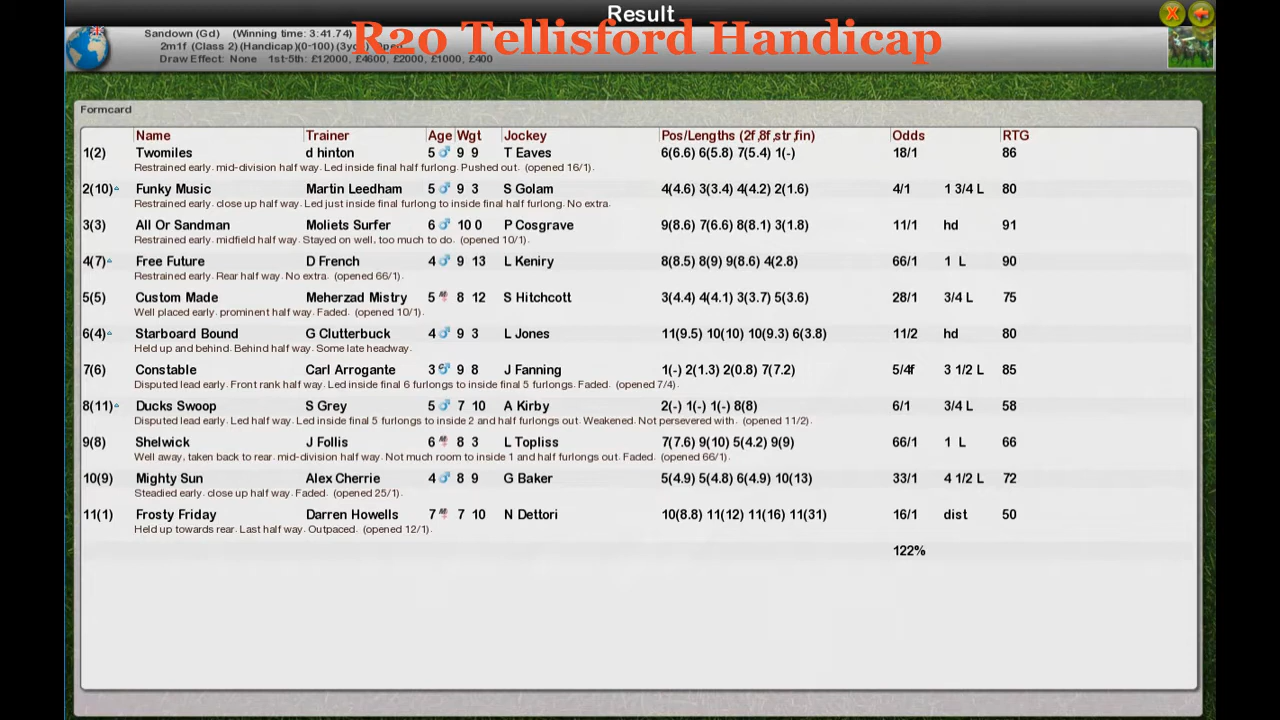 Result
R20 Tellisford Handicap
Sandown (Gd) (Winning time: 3:41.74)
2m1f (Class 2)(Handicap)(0-100)(3yo
Draw Effect: None 1st-5th: £12000, £4600, £2000, £1000, £400
Formcard
Name Trainer Age Wgt Jockey Pos/Lengths (2f,8f,str,fin) Odds RTG
1(2) Twomiles d hinton 5 9 9 T Eaves 6(6.6) 6(5.8) 7(5.4) 1(-) 18/1 86
Restrained early. mid-division half way. Led inside final half furlong. Pushed out. (opened 16/1).
2(10) Funky Music Martin Leedham 5 9 3 S Golam 4(4.6) 3(3.4) 4(4.2) 2(1.6) 4/1 1 3/4 L 80
Restrained early. close up half way. Led just inside final furlong to inside final half furlong. No extra.
3(3) All Or Sandman Moliets Surfer 6 10 0 P Cosgrave 9(8.6) 7(6.6) 8(8.1) 3(1.8) 11/1 hd 91
Restrained early. midfield half way. Stayed on well, too much to do. (opened 10/1).
4(7) Free Future D French 4 9 13 L Keniry 8(8.5) 8(9) 9(8.6) 4(2.8) 66/1 1 L 90
Restrained early. Rear half way. No extra. (opened 66/1).
5(5) Custom Made Meherzad Mistry 5 8 12 S Hitchcott 3(4.4) 4(4.1) 3(3.7) 5(3.6) 28/1 3/4 L 75
Well placed early. prominent half way. Faded. (opened 10/1).
6(4) Starboard Bound G Clutterbuck 4 9 3 L Jones 11(9.5) 10(10) 10(9.3) 6(3.8) 11/2 hd 80
Held up and behind. Behind half way. Some late headway.
7(6) Constable Carl Arrogante 3 9 8 J Fanning 1(-) 2(1.3) 2(0.8) 7(7.2) 5/4f 3 1/2 L 85
Disputed lead early. Front rank half way. Led inside final 6 furlongs to inside final 5 furlongs. Faded. (opened 7/4).
8(11) Ducks Swoop S Grey 5 7 10 A Kirby 2(-) 1(-) 1(-) 8(8) 6/1 3/4 L 58
Disputed lead early. Led half way. Led inside final 5 furlongs to inside 2 and half furlongs out. Weakened. Not persevered with. (opened 11/2).
9(8) Shelwick J Follis 6 8 3 L Topliss 7(7.6) 9(10) 5(4.2) 9(9) 66/1 1 L 66
Well away, taken back to rear. mid-division half way. Not much room to inside 1 and half furlongs out. Faded. (opened 66/1).
10(9) Mighty Sun Alex Cherrie 4 8 9 G Baker 5(4.9) 5(4.8) 6(4.9) 10(13) 33/1 4 1/2 L 72
Steadied early. close up half way. Faded. (opened 25/1).
11(1) Frosty Friday Darren Howells 7 7 10 N Dettori 10(8.8) 11(12) 11(16) 11(31) 16/1 dist 50
Held up towards rear. Last half way. Outpaced. (opened 12/1).
122%